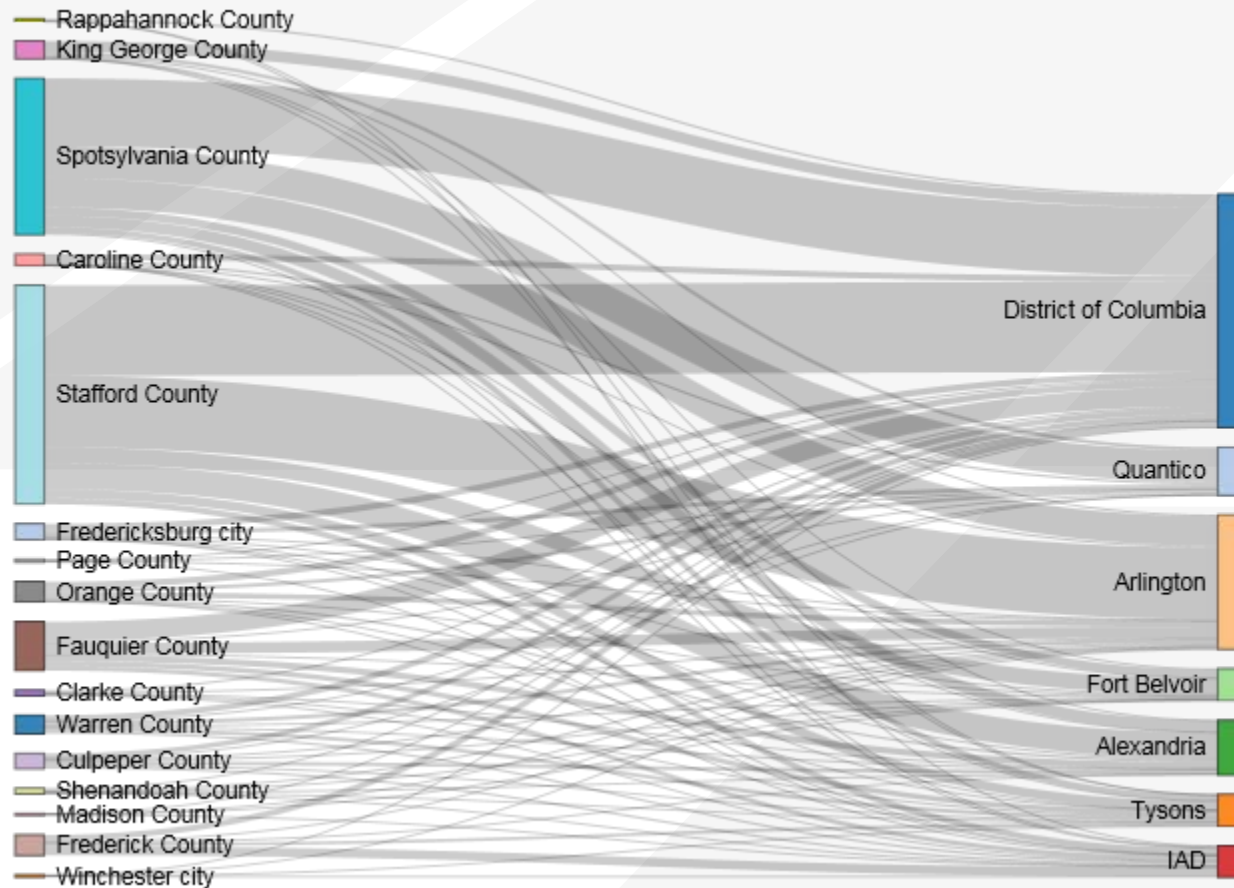 Rappahannock County
King George County
Spotsylvania County
Caroline County
Stafford County
Fredericksburg city
Page County
Orange County
Fauquier County
Clarke County
Warren County
Culpeper County
Shenandoah County
Madison County
Frederick County
Winchester city
District of Columbia
Quantico
Arlington
Fort Belvoir
Alexandria
Tysons
IAD